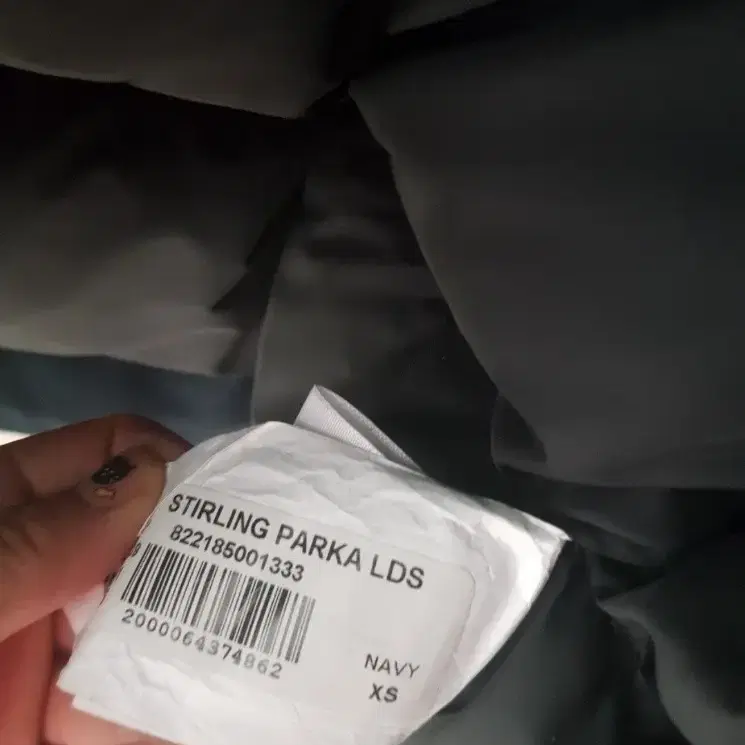 STIRLING PARKA LDS
822185001333
2000064374862
NAVY
XS